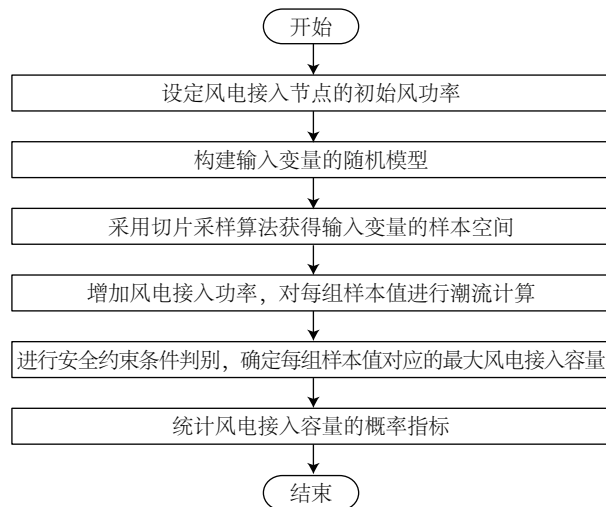 开始
设定风电接入节点的初始风功率
构建输入变量的随机模型
采用切片采样算法获得输入变量的样本空间
增加风电接入功率，对每组样本值进行潮流计算
进行安全约束条件判别，确定每组样本值对应的最大风电接入容量
统计风电接入容量的概率指标
结束